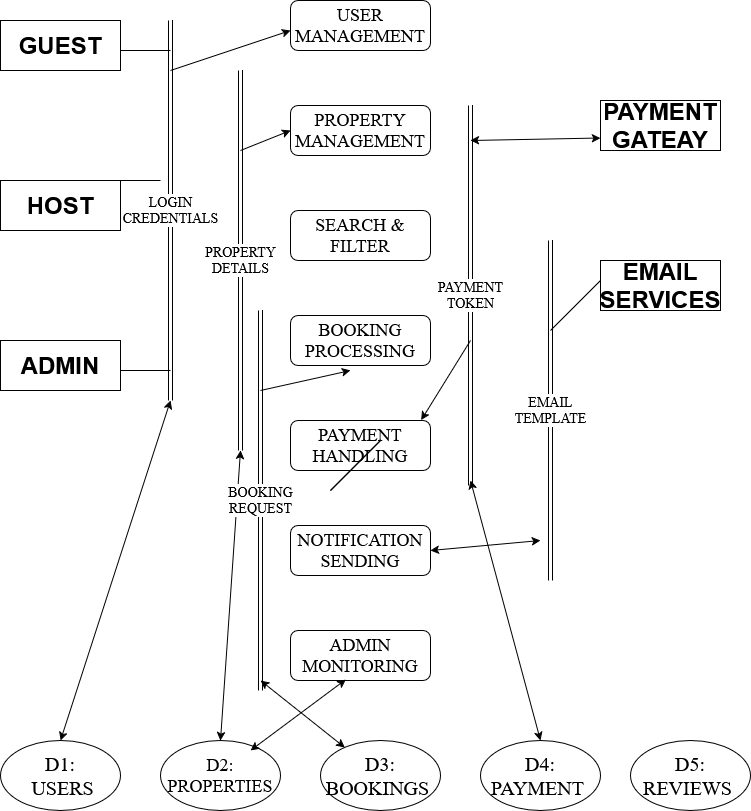 USER
MANAGEMENT
GUEST
PROPERTY
MANAGEMENT
PAYMENT
GATEAY
HOST
LOGIN
CREDENTIALS
SEARCH &
FILTER
PROPERTY
DETAILS
EMAIL
SERVICES
PAYMENT
TOKEN
BOOKING
PROCESSING
ADMIN
EMAIL
TEMPLATE
PAYMENT
HANDLING
BOOKING
REQUEST
NOTIFICATION
SENDING
ADMIN
MONITORING
D1:
USERS
D2:
PROPERTIES
D3:
BOOKINGS
D4:
PAYMENT
D5:
REVIEWS